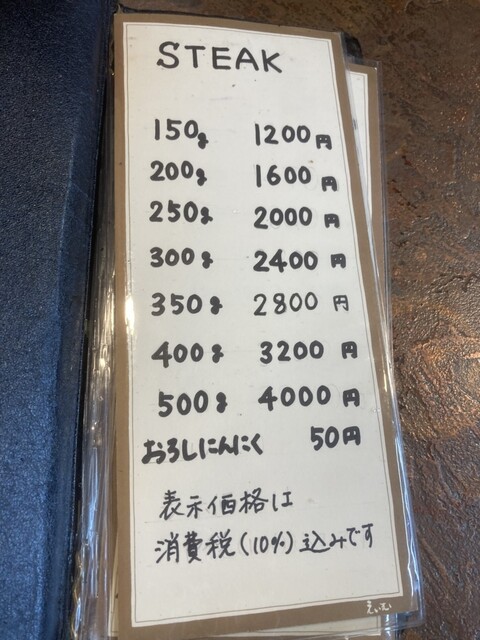 STEAK
150g 1200円
200g 1600円
250g 2000円
300g 2400円
350g 2800円
400g 3200円
500g 4000円
おろしにんにく 50円
表示価格は
消費税(10%)込みです